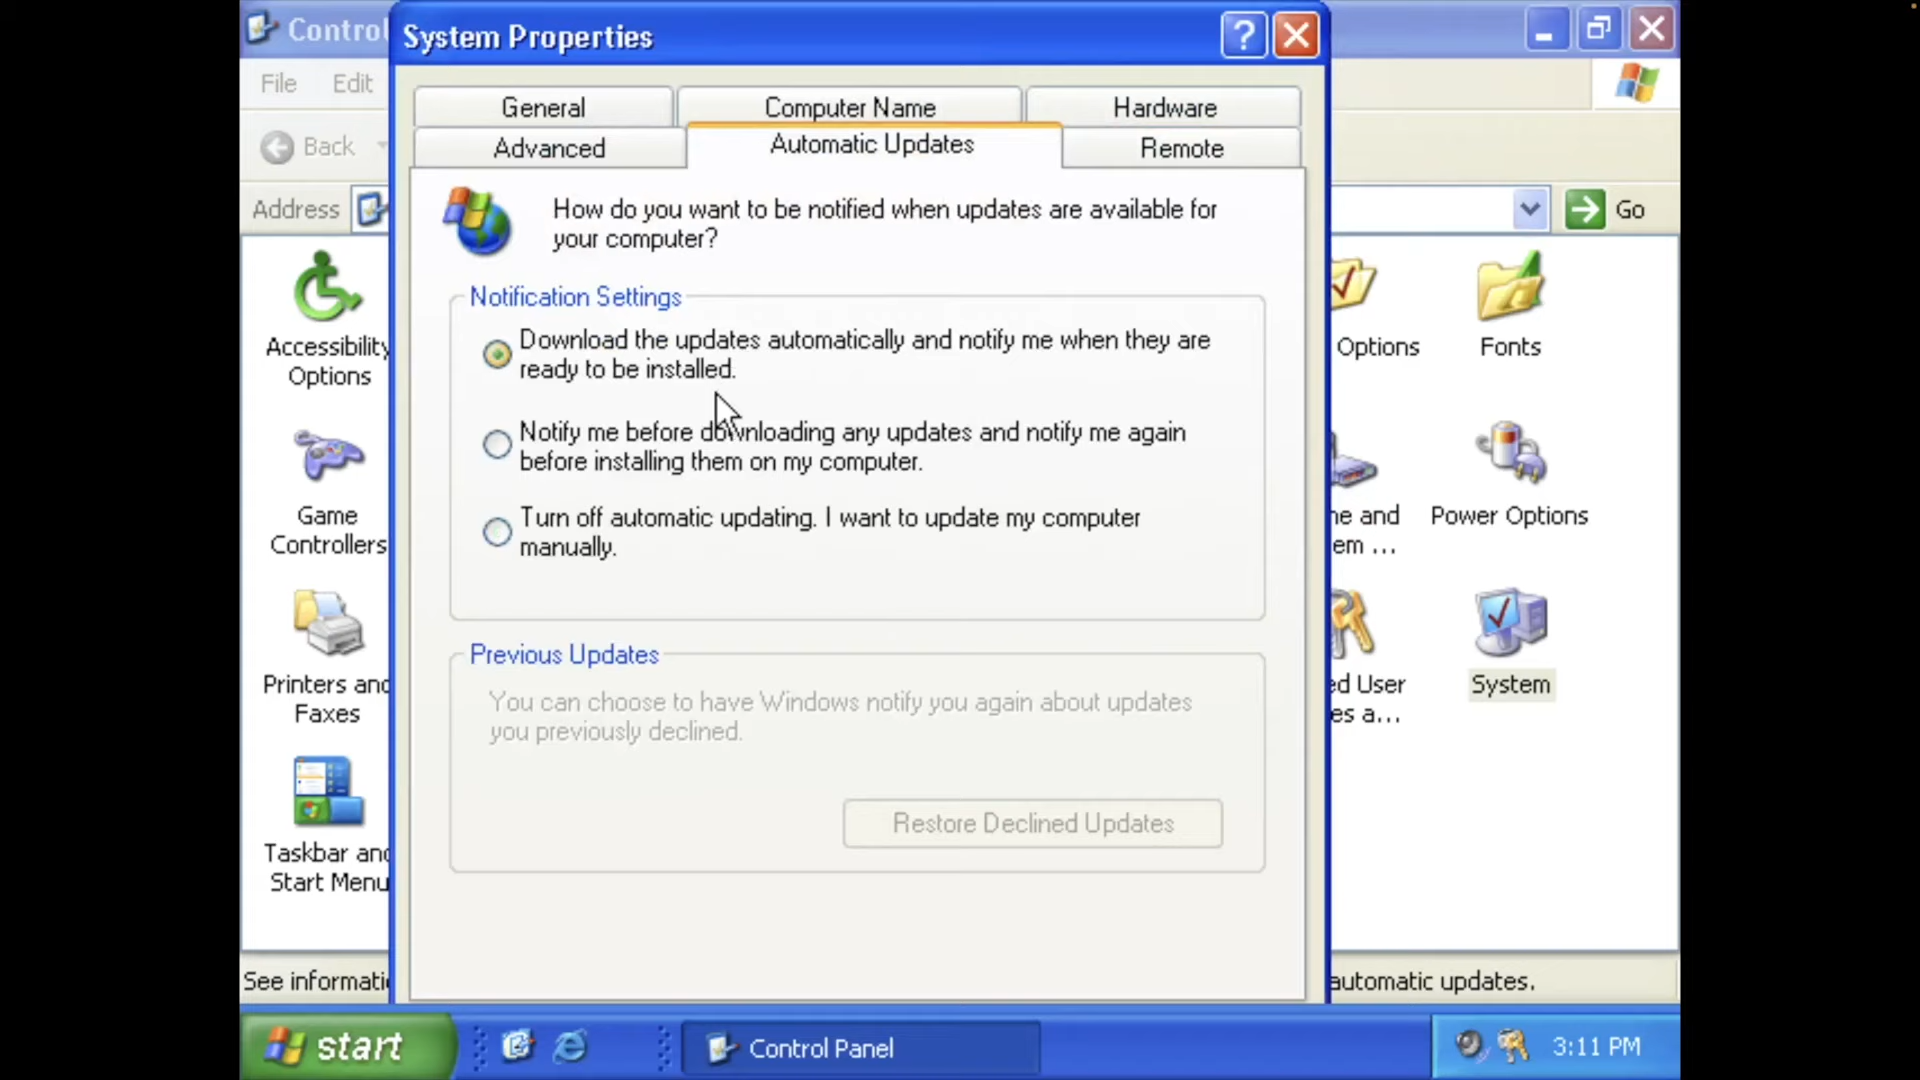 Control
System Properties
File Edit
General Computer Name Hardware
Advanced Automatic Updates Remote
Back
Address
Go
How do you want to be notified when updates are available for
your computer?
Notification Settings
Download the updates automatically and notify me when they are
ready to be installed.
Notify me before downloading any updates and notify me again
before installing them on my computer.
Turn off automatic updating. I want to update my computer
manually.
Previous Updates
You can choose to have Windows notify you again about updates
you previously declined.
Restore Declined Updates
Accessibility
Options
Game
Controllers
Printers and
Faxes
Taskbar and
Start Menu
Options
Fonts
ne and
em ...
Power Options
ed User
es a...
System
See informati
automatic updates.
start
Control Panel
3:11 PM